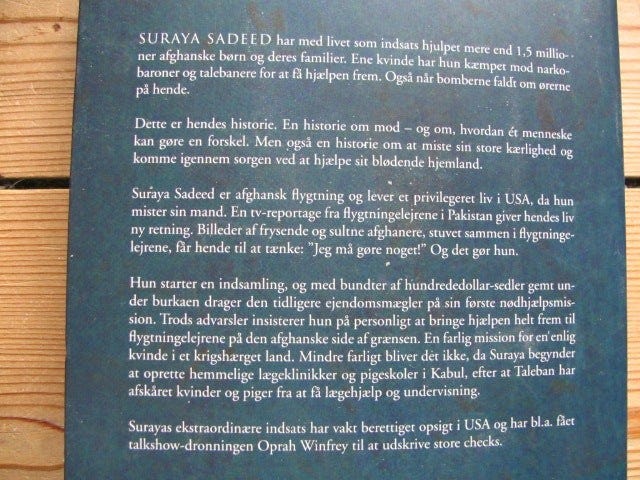 SURAYA SADEED har med livet som indsats hjulpet mere end 1,5 millio-
ner afghanske børn og deres familier. Ene kvinde har hun kæmpet mod narko-
baroner og talebanere for at få hjælpen frem. Også når bomberne faldt om ørerne
på hende.
Dette er hendes historie. En historie om mod – og om, hvordan ét menneske
kan gøre en forskel. Men også en historie om at miste sin store kærlighed og
komme igennem sorgen ved at hjælpe sit blødende hjemland.
Suraya Sadeed er afghansk flygtning og lever et privilegeret liv i USA, da hun
mister sin mand. En tv-reportage fra flygtningelejrene i Pakistan giver hendes liv
ny retning. Billeder af frysende og sultne afghanere, stuvet sammen i flygtninge-
lejrene, får hende til at tænke: ”Jeg må gøre noget!” Og det gør hun.
Hun starter en indsamling, og med bundter af hundrededollar-sedler gemt un-
der burkaen drager den tidligere ejendomsmægler på sin første nødhjælpsmis-
sion. Trods advarsler insisterer hun på personligt at bringe hjælpen helt frem til
flygtningelejrene på den afghanske side af grænsen. En farlig mission for en enlig
kvinde i et krigshærget land. Mindre farligt bliver det ikke, da Suraya begynder
at oprette hemmelige lægeklinikker og pigeskoler i Kabul, efter at Taleban har
afskåret kvinder og piger fra at få lægehjælp og undervisning.
Surayas ekstraordinære indsats har vakt berettiget opsigt i USA og har bl.a. fået
talkshow-dronningen Oprah Winfrey til at udskrive store checks.